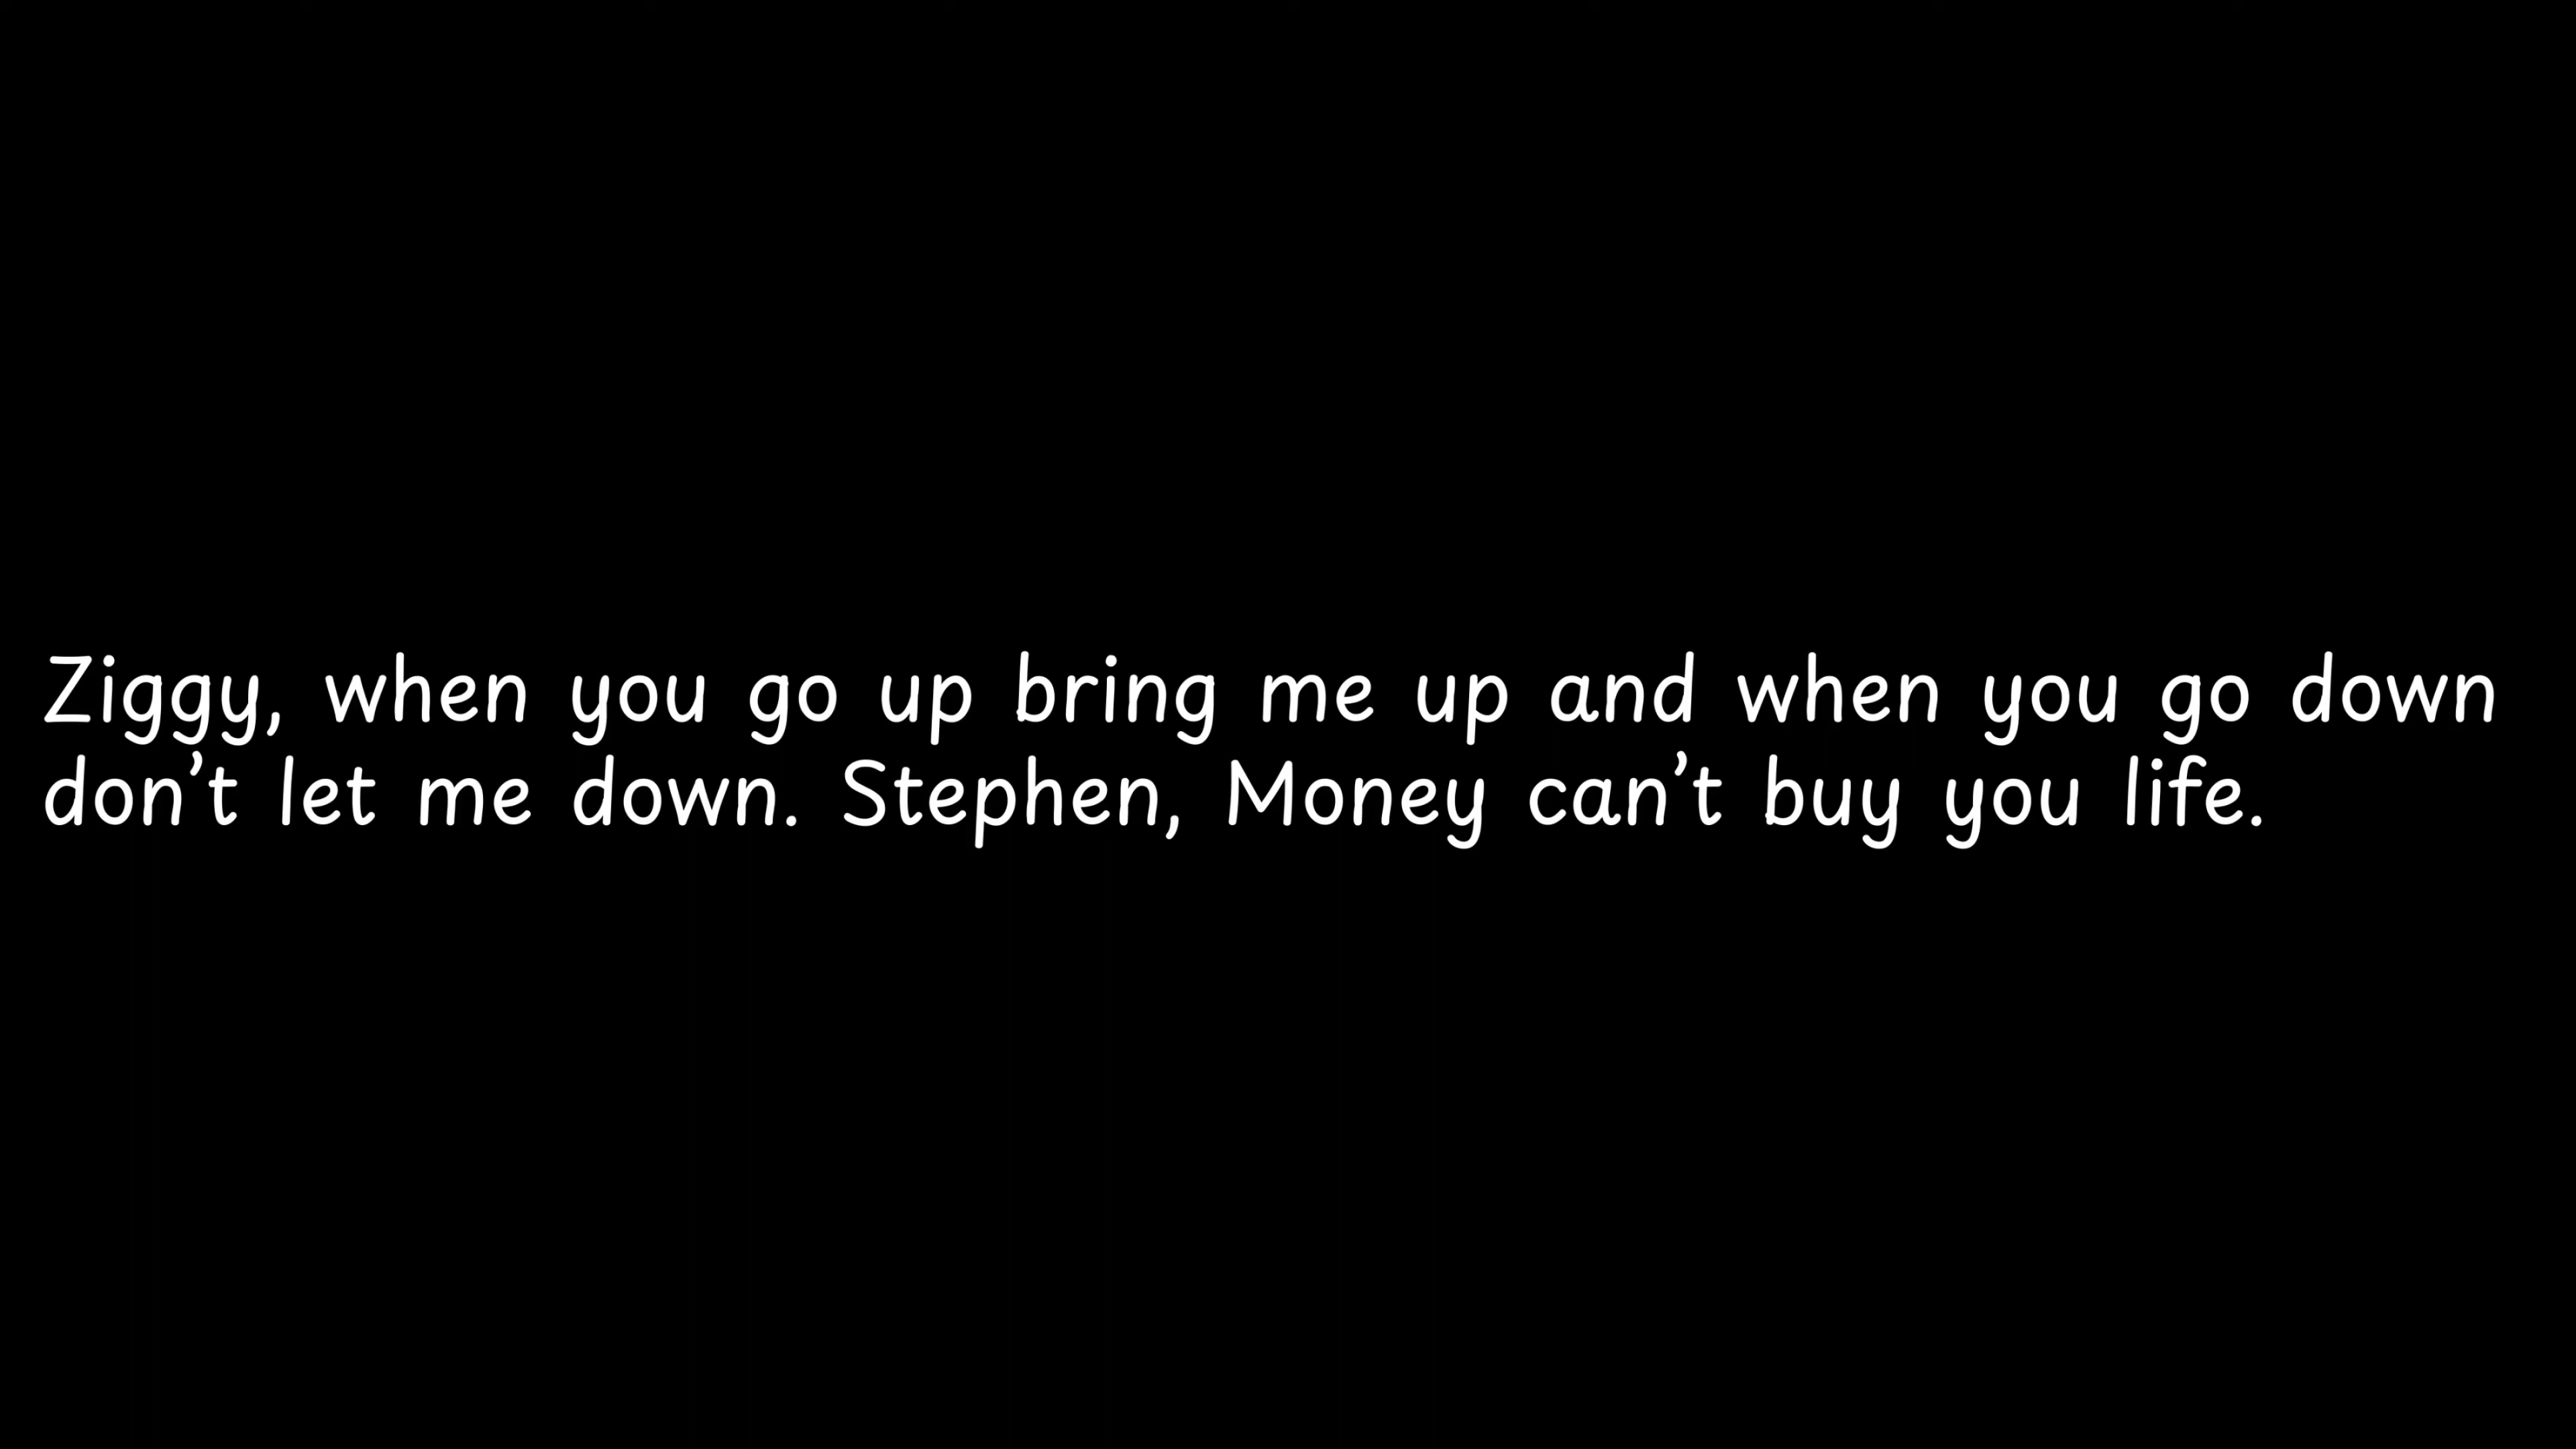 Ziggy, when you go up bring me up and when you go down
don’t let me down. Stephen, Money can’t buy you life.